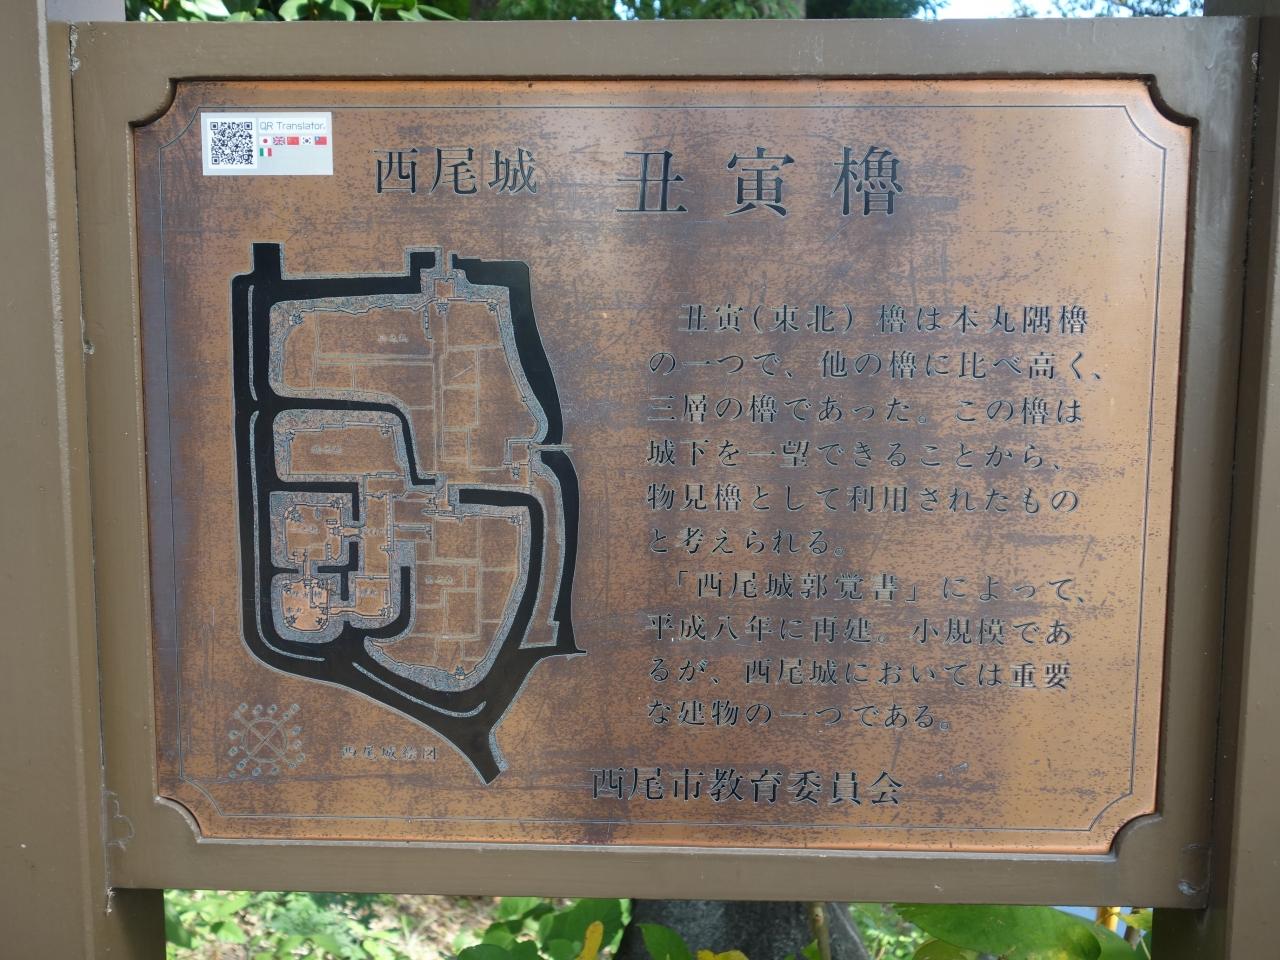 QR Translator
西尾城 丑寅櫓
丑寅(東北)櫓は本丸隅櫓
の一つで、他の櫓に比べ高く、
三層の櫓であった。この櫓は
城下を一望できることから、
物見櫓として利用されたもの
と考えられる。
「西尾城郭覚書」によって、
平成八年に再建。小規模であ
るが、西尾城においては重要
な建物の一つである。
西尾城絵図
西尾市教育委員会